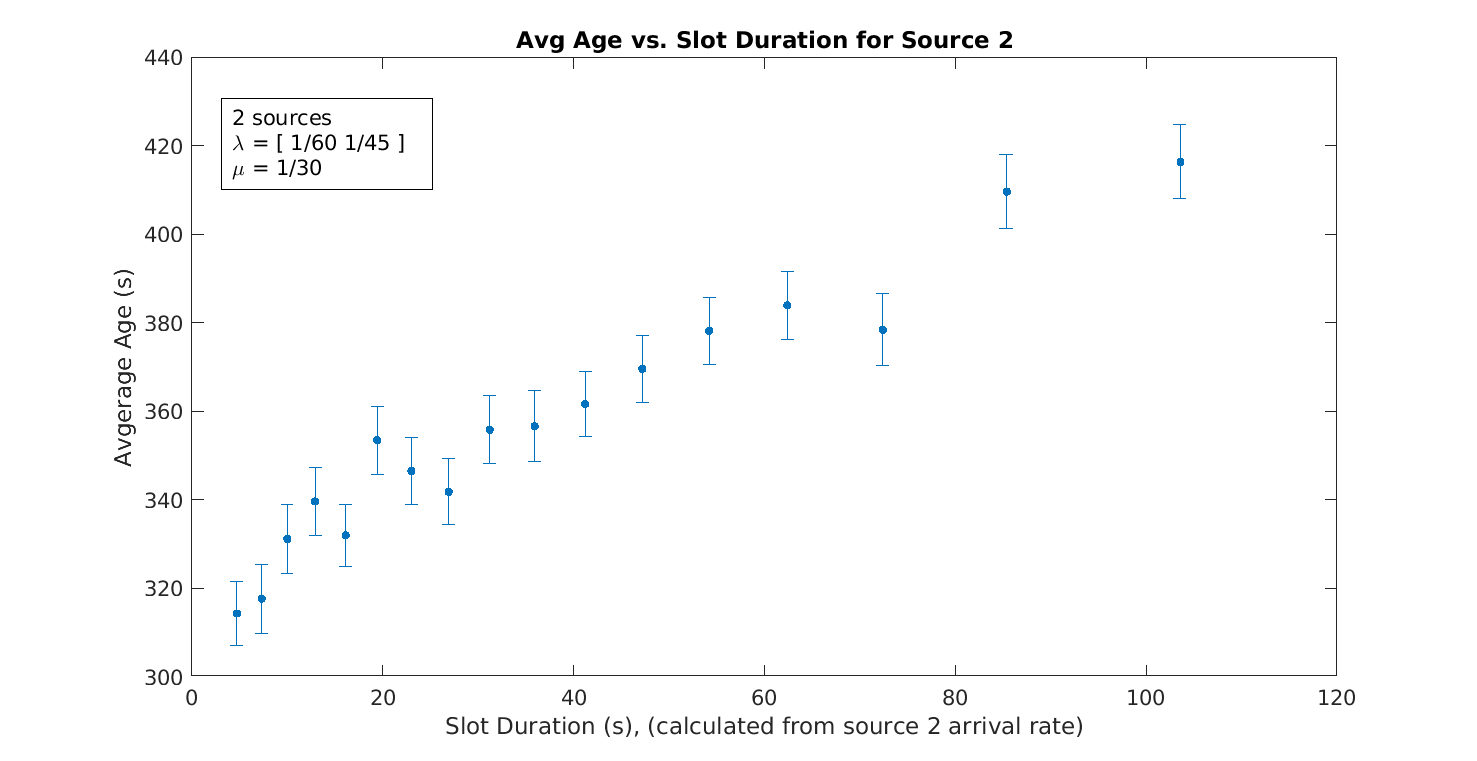 Avg Age vs. Slot Duration for Source 2
440
420
400
380
360
340
320
300
Avgerage Age (s)
2 sources
λ = [ 1/60 1/45 ]
μ = 1/30
0 20 40 60 80 100 120
Slot Duration (s), (calculated from source 2 arrival rate)